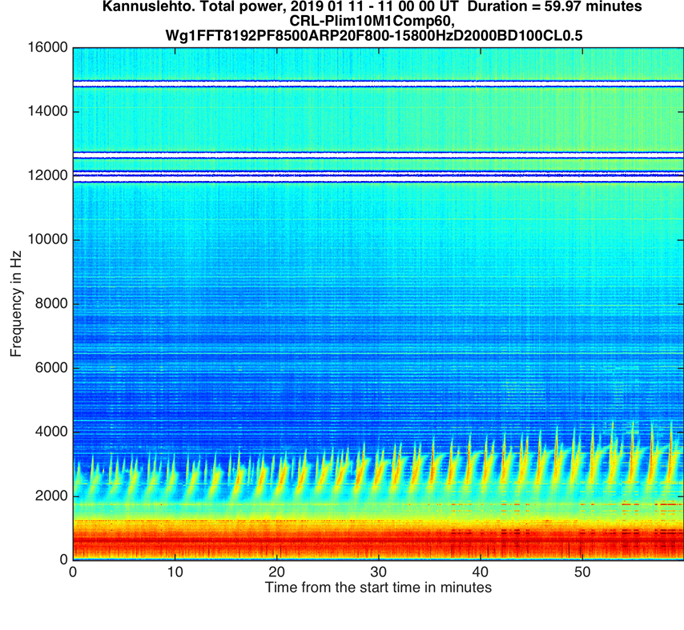 Kannuslehto. Total power, 2019 01 11 - 11 00 00 UT  Duration = 59.97 minutes
CRL-Plim10M1Comp60,
Wg1FFT8192PF8500ARP20F800-15800HzD2000BD100CL0.5
16000
14000
12000
10000
8000
6000
4000
2000
0
Frequency in Hz
0 10 20 30 40 50
Time from the start time in minutes